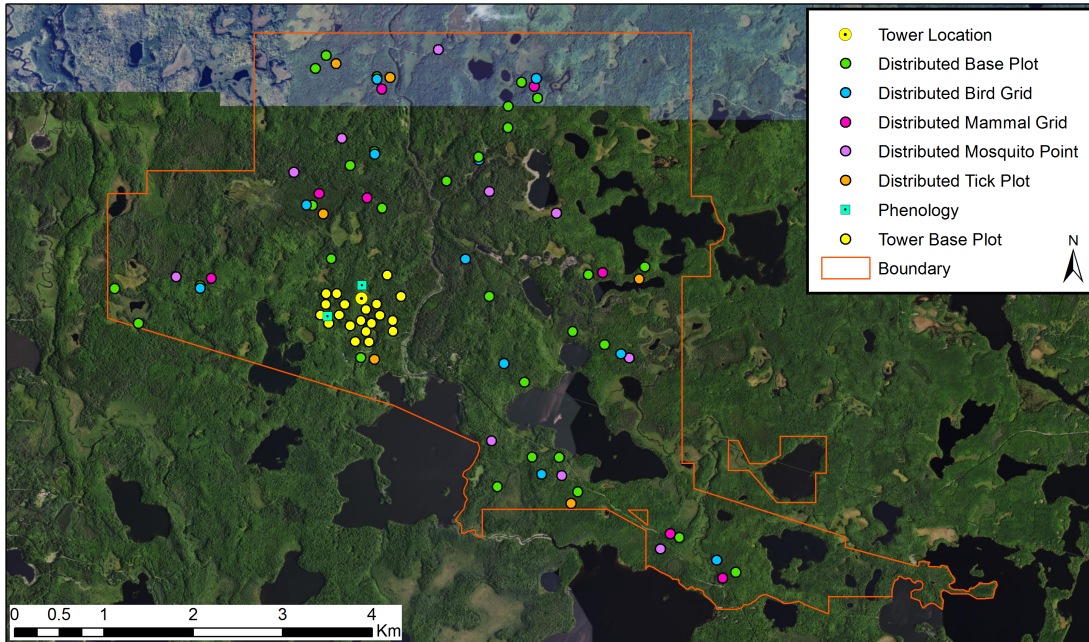 Tower Location
Distributed Base Plot
Distributed Bird Grid
Distributed Mammal Grid
Distributed Mosquito Point
Distributed Tick Plot
Phenology
Tower Base Plot
Boundary
N
0 0.5 1 2 3 4
Km